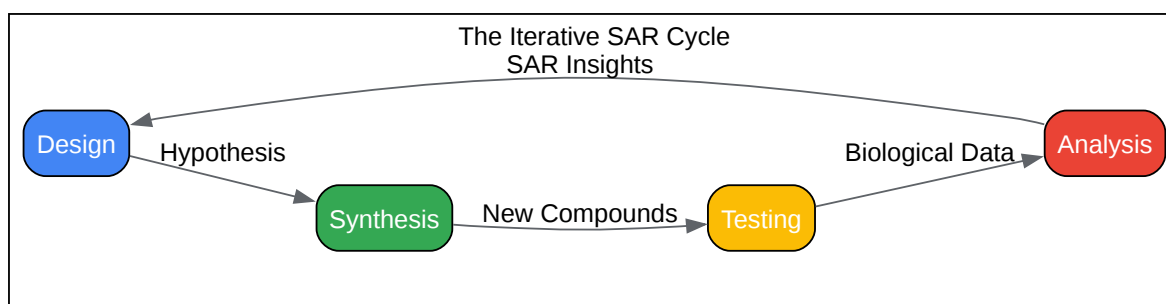 The Iterative SAR Cycle
SAR Insights
Design
Hypothesis
Synthesis
New Compounds
Testing
Biological Data
Analysis